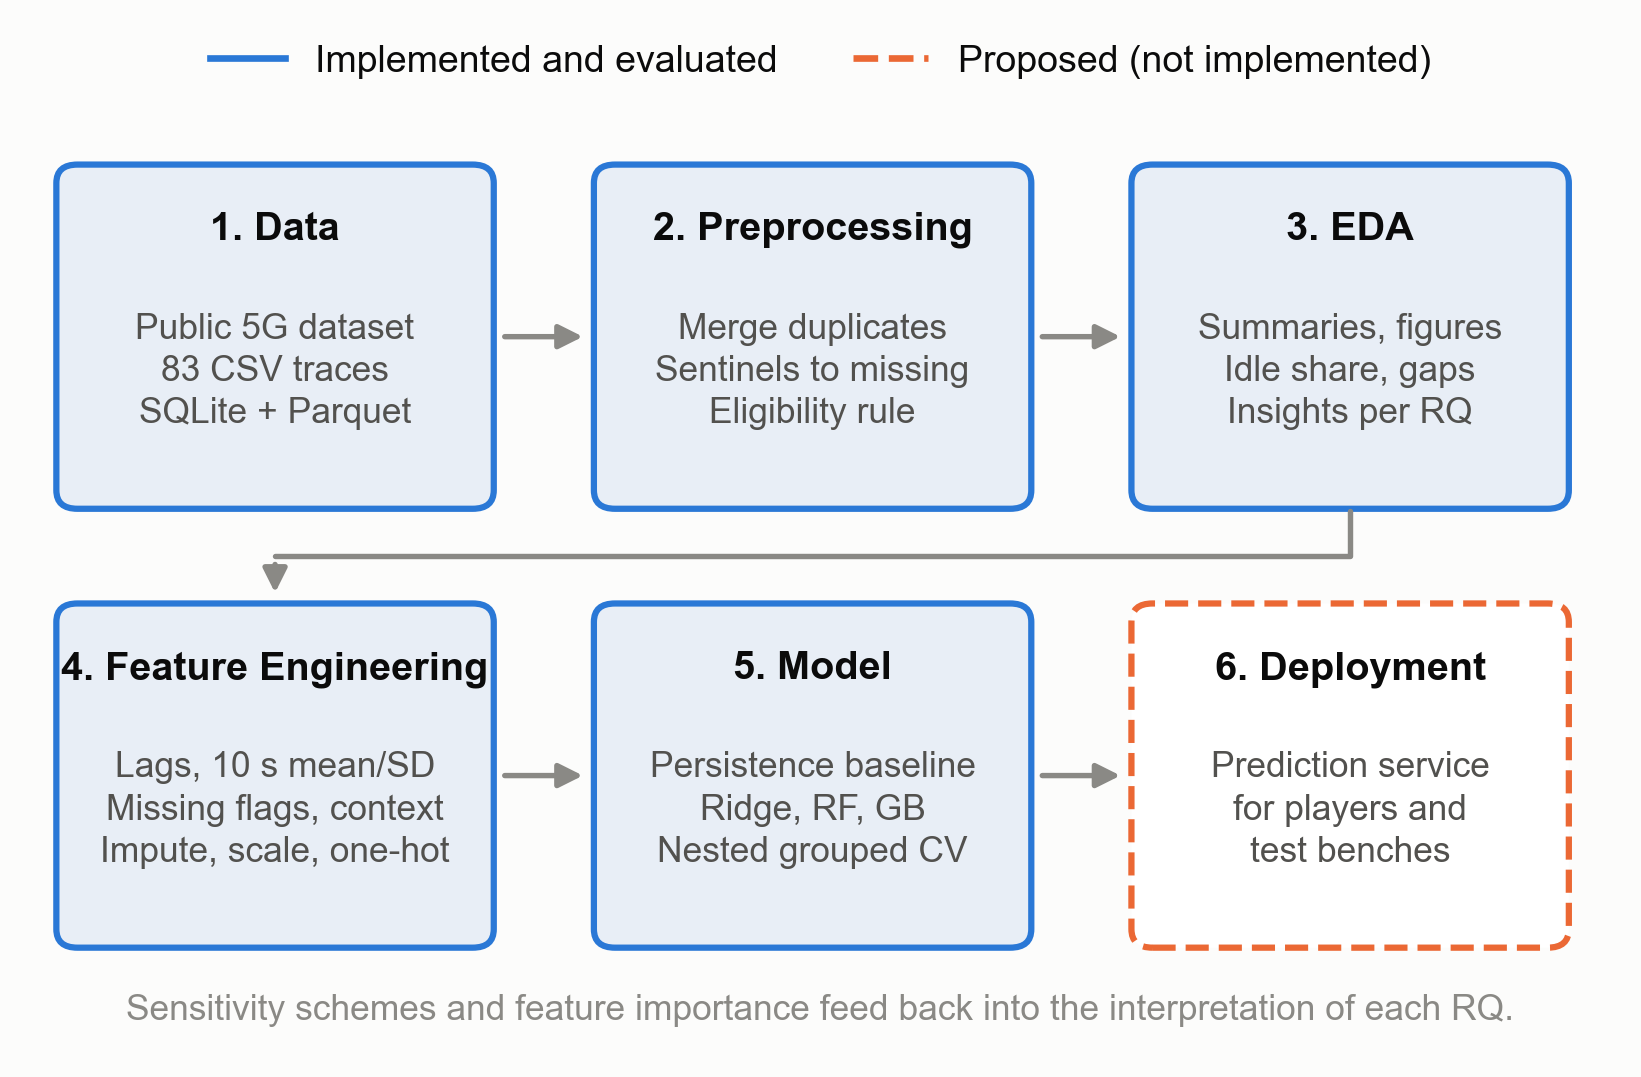 Implemented and evaluated
Proposed (not implemented)
1. Data
Public 5G dataset
83 CSV traces
SQLite + Parquet
2. Preprocessing
Merge duplicates
Sentinels to missing
Eligibility rule
3. EDA
Summaries, figures
Idle share, gaps
Insights per RQ
4. Feature Engineering
Lags, 10 s mean/SD
Missing flags, context
Impute, scale, one-hot
5. Model
Persistence baseline
Ridge, RF, GB
Nested grouped CV
6. Deployment
Prediction service
for players and
test benches
Sensitivity schemes and feature importance feed back into the interpretation of each RQ.